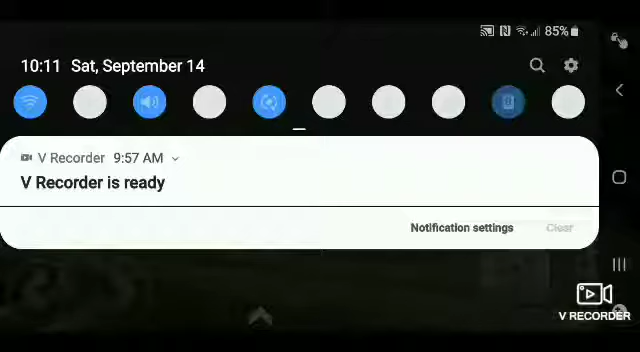 85%
10:11 Sat, September 14
V Recorder 9:57 AM
V Recorder is ready
Notification settings Clear
V RECORDER